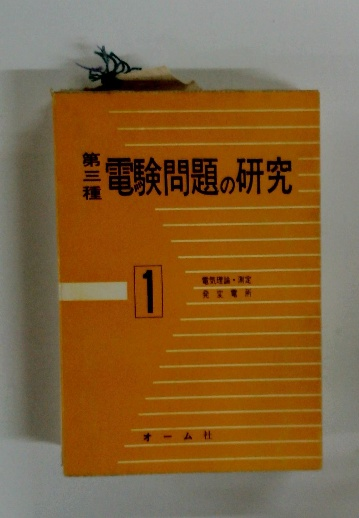 第三種
電験問題の研究
1
電気理論・測定
発変電所
オーム社